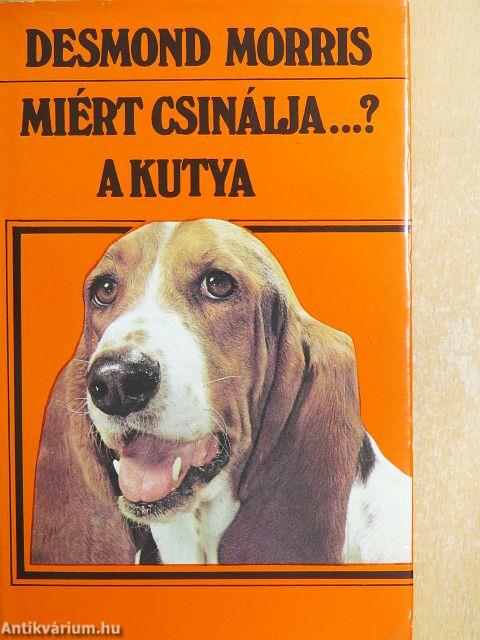 DESMOND MORRIS
MIÉRT CSINÁLJA...?
A KUTYA
Antikvárium.hu